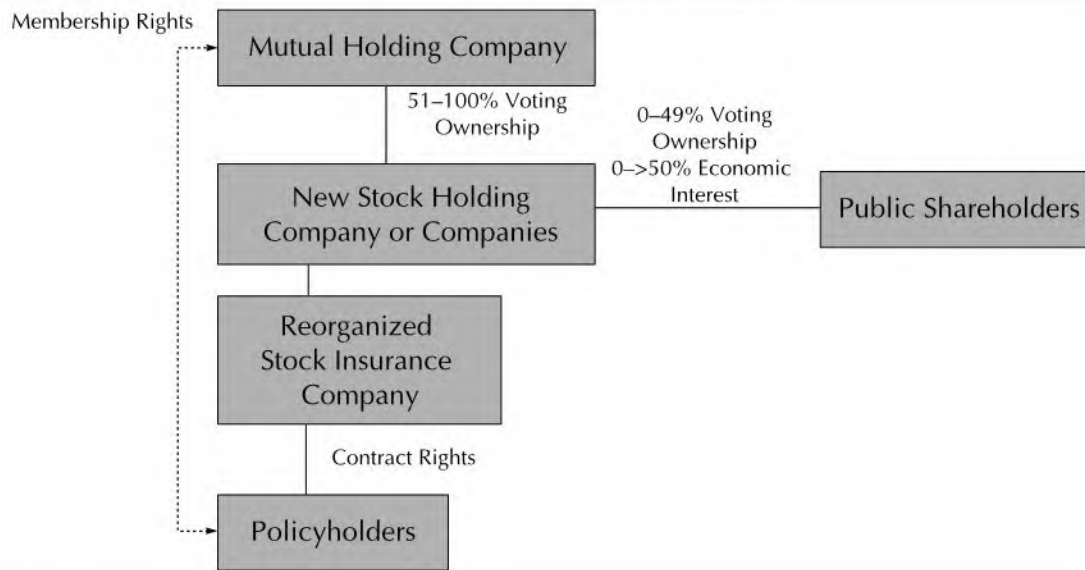 Membership Rights
Mutual Holding Company
51–100% Voting
Ownership
0–49% Voting
Ownership
0–>50% Economic
Interest
New Stock Holding
Company or Companies
Public Shareholders
Reorganized
Stock Insurance
Company
Contract Rights
Policyholders